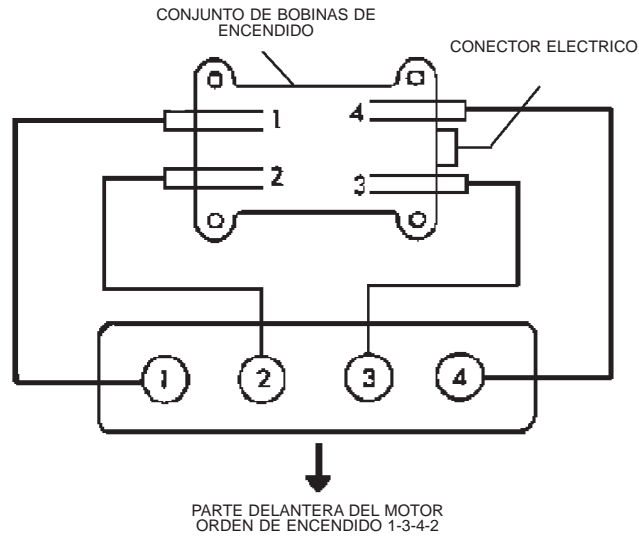 CONJUNTO DE BOBINAS DE
ENCENDIDO
CONECTOR ELECTRICO
1
4
2
3
1 2 3 4
PARTE DELANTERA DEL MOTOR
ORDEN DE ENCENDIDO 1-3-4-2